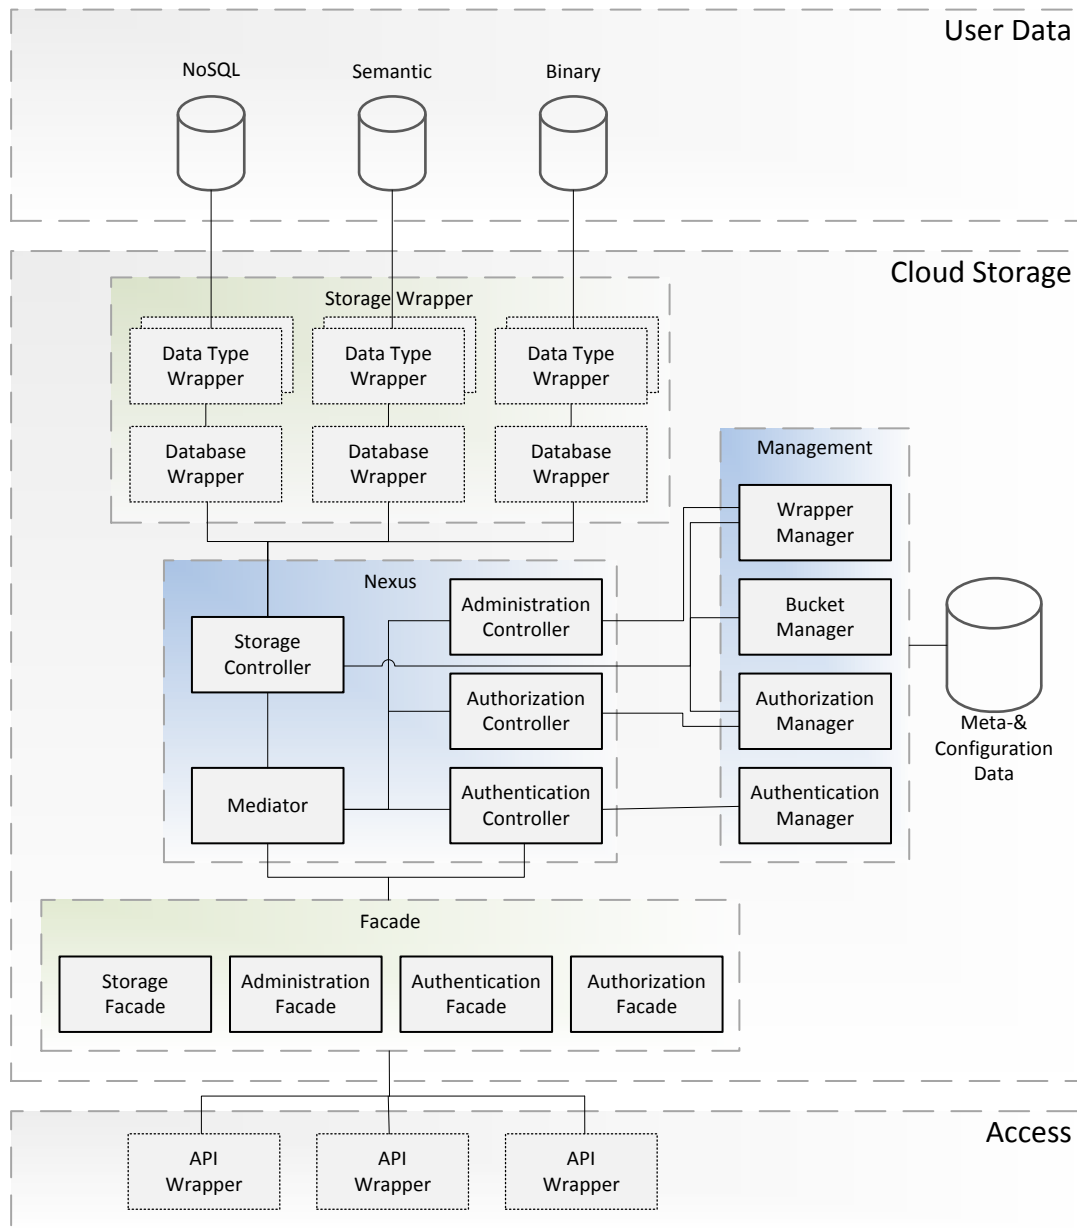 User Data
NoSQL
Semantic
Binary
Cloud Storage
Storage Wrapper
Data Type
Wrapper
Data Type
Wrapper
Data Type
Wrapper
Database
Wrapper
Database
Wrapper
Database
Wrapper
Management
Wrapper
Manager
Bucket
Manager
Authorization
Manager
Authentication
Manager
Meta-&
Configuration
Data
Nexus
Storage
Controller
Administration
Controller
Authorization
Controller
Mediator
Authentication
Controller
Facade
Storage
Facade
Administration
Facade
Authentication
Facade
Authorization
Facade
Access
API
Wrapper
API
Wrapper
API
Wrapper